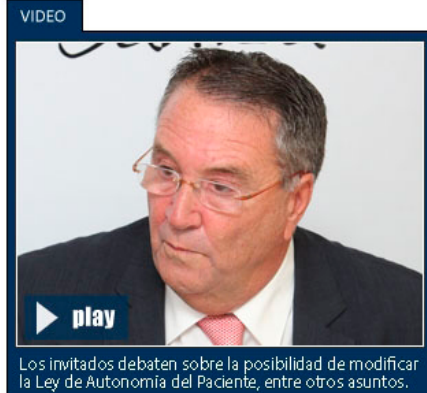 VIDEO
play
Los invitados debaten sobre la posibilidad de modificar
la Ley de Autonomía del Paciente, entre otros asuntos.